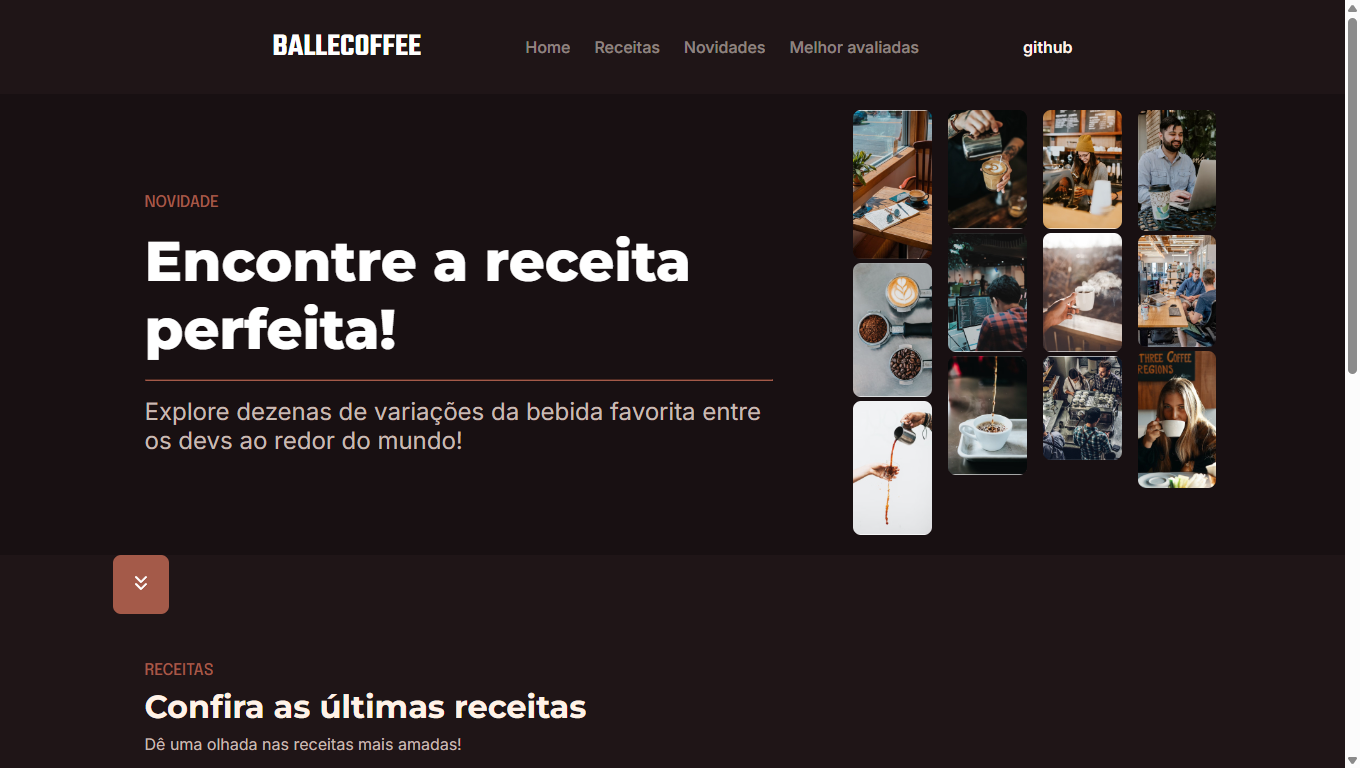 BALLECOFFEE
Home Receitas Novidades Melhor avaliadas
github
NOVIDADE
Encontre a receita
perfeita!
Explore dezenas de variações da bebida favorita entre
os devs ao redor do mundo!
THREE COFFEE
REGIONS
RECEITAS
Confira as últimas receitas
Dê uma olhada nas receitas mais amadas!